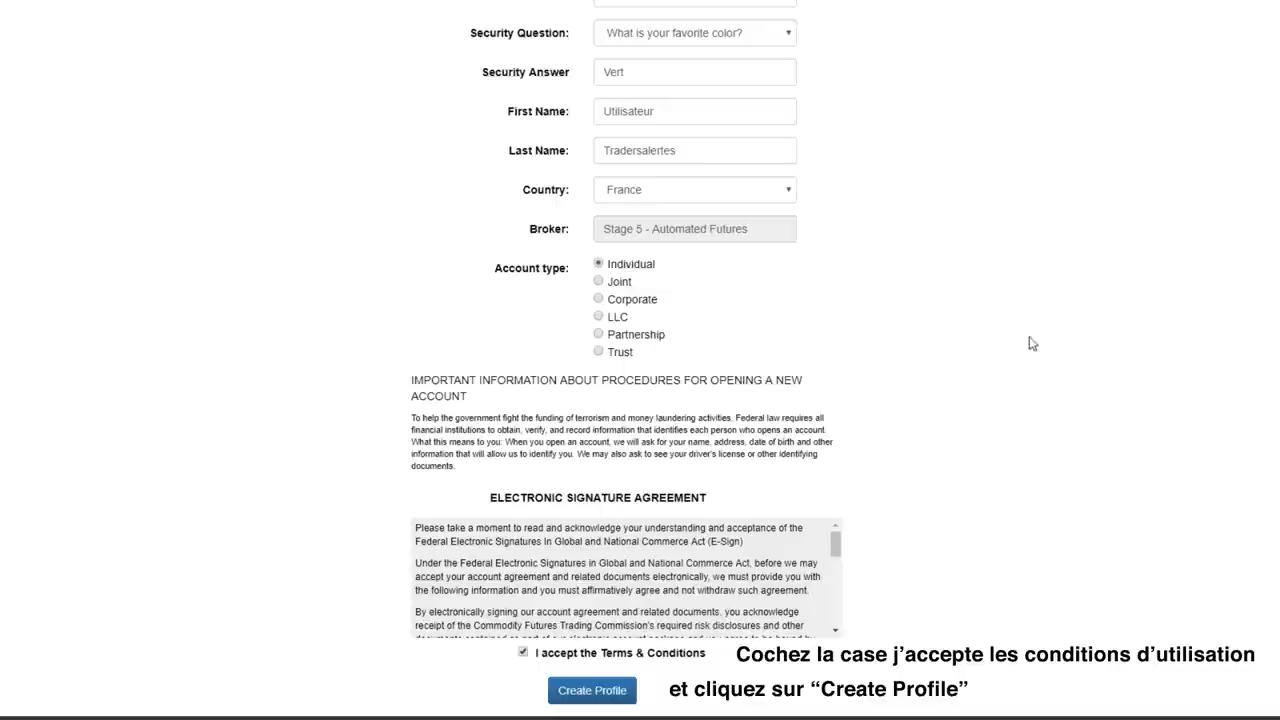 Security Question: What is your favorite color?
Security Answer Vert
First Name: Utilisateur
Last Name: Tradersalertes
Country: France
Broker: Stage 5 - Automated Futures
Account type: Individual
Joint
Corporate
LLC
Partnership
Trust
IMPORTANT INFORMATION ABOUT PROCEDURES FOR OPENING A NEW
ACCOUNT
To help the government fight the funding of terrorism and money laundering activities, Federal law requires all
financial institutions to obtain, verify, and record information that identifies each person who opens an account.
What this means to you: When you open an account, we will ask for your name, address, date of birth and other
information that will allow us to identify you. We may also ask to see your driver's license or other identifying
documents.
ELECTRONIC SIGNATURE AGREEMENT
Please take a moment to read and acknowledge your understanding and acceptance of the
Federal Electronic Signatures In Global and National Commerce Act (E-Sign)
Under the Federal Electronic Signatures in Global and National Commerce Act, before we may
accept your account agreement and related documents electronically, we must provide you with
the following information and you must affirmatively agree and not withdraw such agreement.
By electronically signing our account agreement and related documents, you acknowledge
receipt of the Commodity Futures Trading Commission's required risk disclosures and other
I accept the Terms & Conditions Cochez la case j’accepte les conditions d’utilisation
Create Profile et cliquez sur “Create Profile”